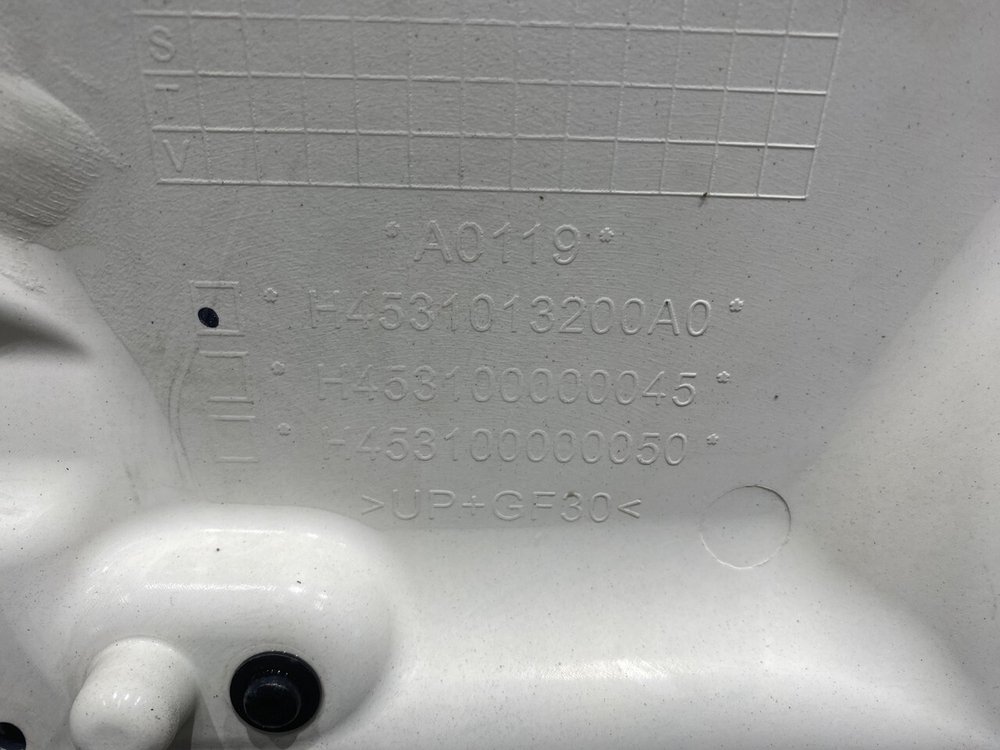 S
V
* A0119 *
* H4531013200A0 *
* H453100000045 *
* H453100000050 *
>UP+GF30<